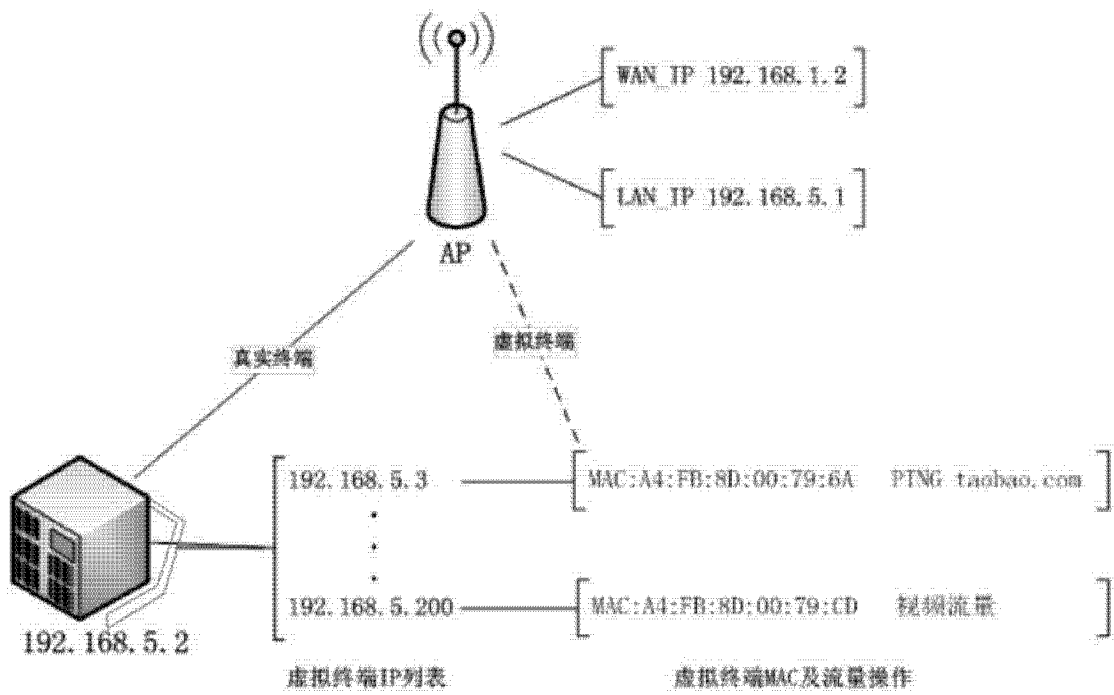 WAN_IP 192.168.1.2
LAN_IP 192.168.5.1
AP
真实终端
虚拟终端
192.168.5.3 MAC:A4:FB:8D:00:79:6A PING taobao.com
192.168.5.200 MAC:A4:FB:8D:00:79:CD 视频流量
192.168.5.2
虚拟终端IP列表 虚拟终端MAC及流量操作